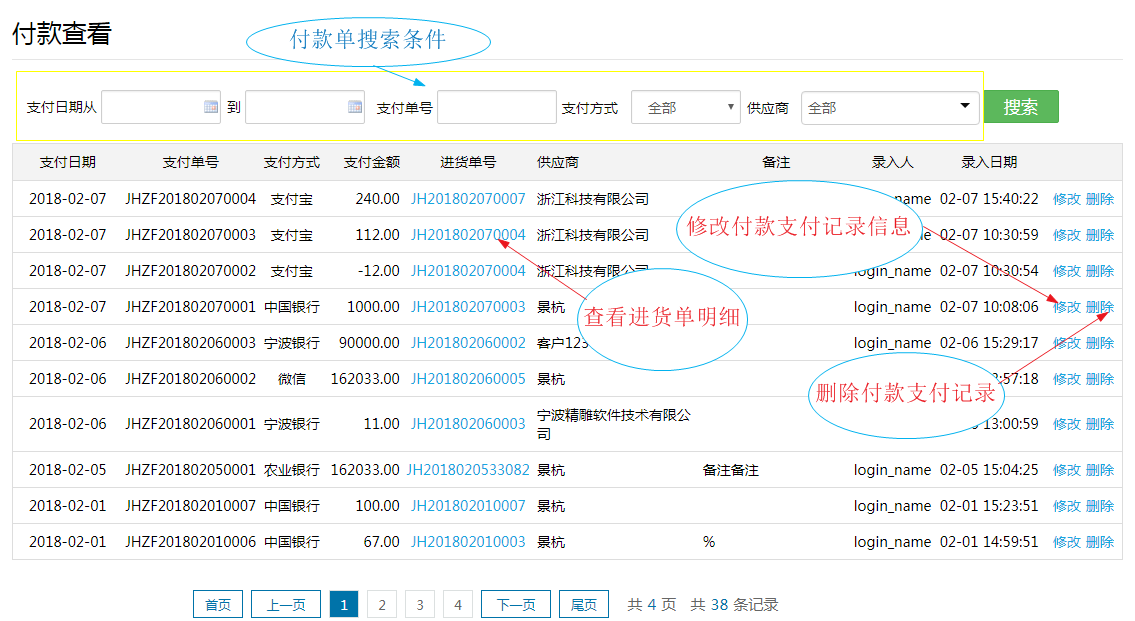 付款查看
付款单搜索条件
支付日期从 到 支付单号 支付方式 全部 供应商 全部 搜索
支付日期 支付单号 支付方式 支付金额 进货单号 供应商 备注 录入人 录入日期
2018-02-07 JHZF201802070004 支付宝 240.00 JH201802070007 浙江科技有限公司 name 02-07 15:40:22 修改 删除
修改付款支付记录信息
2018-02-07 JHZF201802070003 支付宝 112.00 JH201802070004 浙江科技有限公司 02-07 10:30:59 修改 删除
2018-02-07 JHZF201802070002 支付宝 -12.00 JH201802070004 浙江科技有限公司 login_name 02-07 10:30:54 修改 删除
2018-02-07 JHZF201802070001 中国银行 1000.00 JH201802070003 景杭 login_name 02-07 10:08:06 修改 删除
查看进货单明细
2018-02-06 JHZF201802060003 宁波银行 90000.00 JH201802060002 客户123 login_name 02-06 15:29:17 修改 删除
2018-02-06 JHZF201802060002 微信 162033.00 JH201802060005 景杭 :57:18 修改 删除
删除付款支付记录
2018-02-06 JHZF201802060001 宁波银行 11.00 JH201802060003 宁波精雕软件技术有限公 13:00:59 修改 删除
司
2018-02-05 JHZF201802050001 农业银行 162033.00 JH2018020533082 景杭 备注备注 login_name 02-05 15:04:25 修改 删除
2018-02-01 JHZF201802010007 中国银行 100.00 JH201802010007 景杭 login_name 02-01 15:23:51 修改 删除
2018-02-01 JHZF201802010006 中国银行 67.00 JH201802010003 景杭 % login_name 02-01 14:59:51 修改 删除
首页 上一页 1 2 3 4 下一页 尾页 共 4 页 共 38 条记录